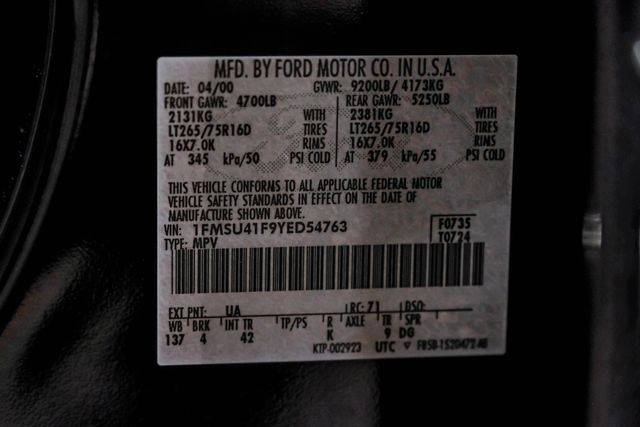 MFD. BY FORD MOTOR CO. IN U.S.A.
DATE: 04/00 GVWR: 9200LB/ 4173KG
FRONT GAWR: 4700LB REAR GAWR: 5250LB
2131KG WITH 2381KG WITH
LT265/75R16D TIRES LT265/75R16D TIRES
16X7.0K RIMS 16X7.0K RIMS
AT 345 kPa/50 PSI COLD AT 379 kPa/55 PSI COLD
THIS VEHICLE CONFORMS TO ALL APPLICABLE FEDERAL MOTOR
VEHICLE SAFETY STANDARDS IN EFFECT ON THE DATE OF
MANUFACTURE SHOWN ABOVE.
VIN: 1FMSU41F9YED54763 F0735
TYPE: MPV T0724
EXT PNT: UA RC: 71 DSO:
WB BRK INT TR TP/PS R AXLE TR SPR
137 4 42 K 9 DG
KTP-002923 UTC F85B-1520472-AB